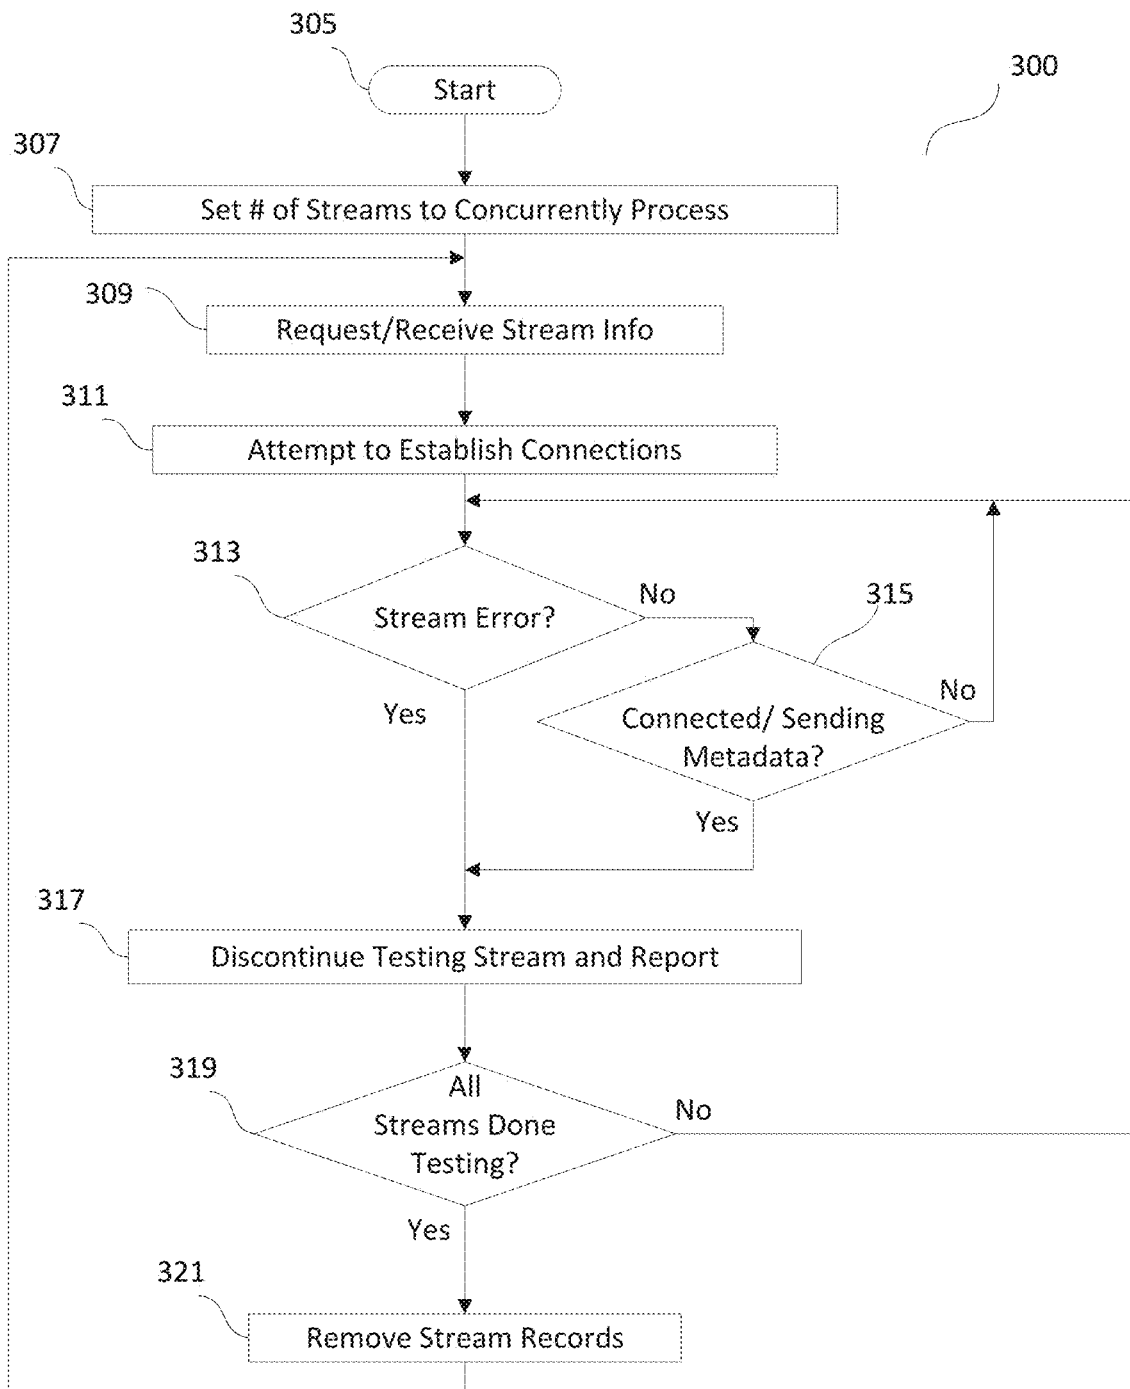 305
Start
300
307
Set # of Streams to Concurrently Process
309
Request/Receive Stream Info
311
Attempt to Establish Connections
313
Stream Error?
No
315
Connected/ Sending
Metadata?
No
Yes
Yes
317
Discontinue Testing Stream and Report
319
All
Streams Done
Testing?
No
Yes
321
Remove Stream Records